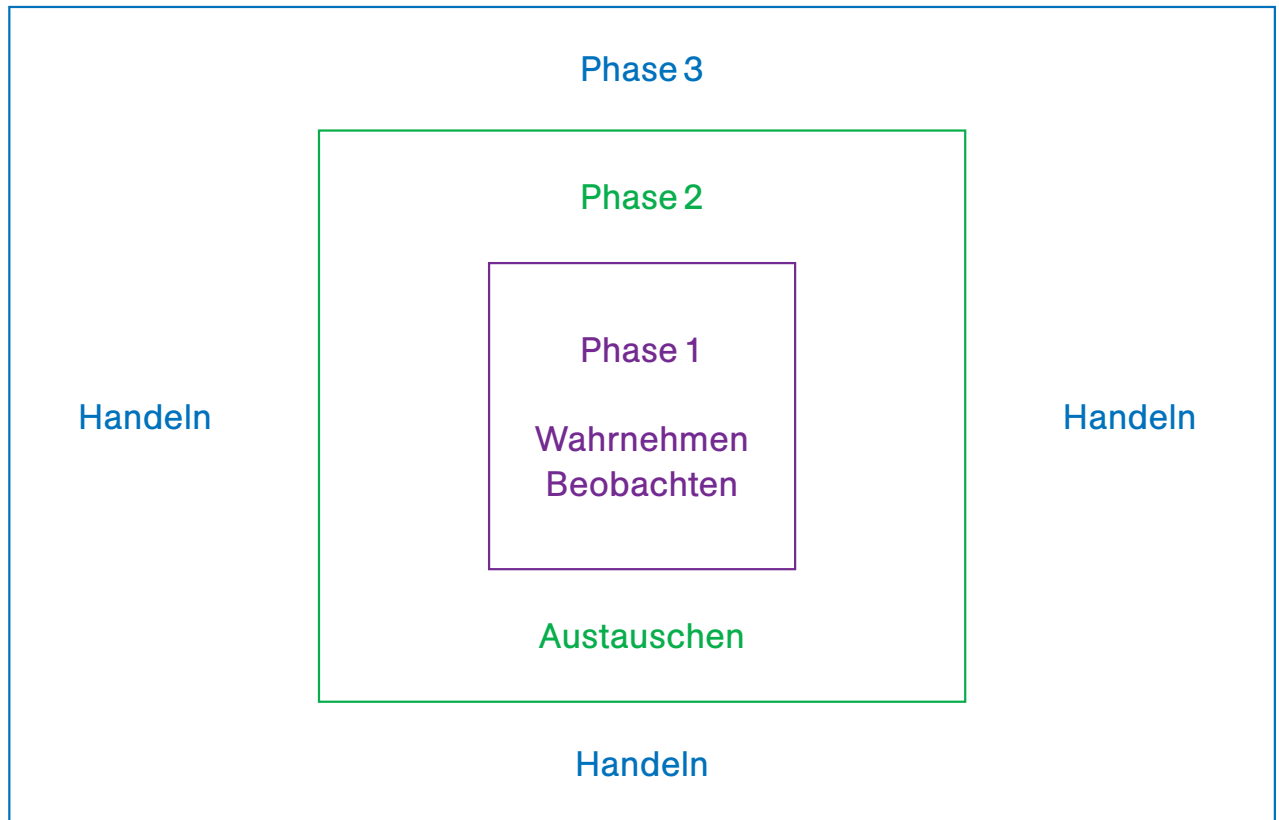 Phase 3
Phase 2
Phase 1
Handeln
Handeln
Wahrnehmen
Beobachten
Austauschen
Handeln